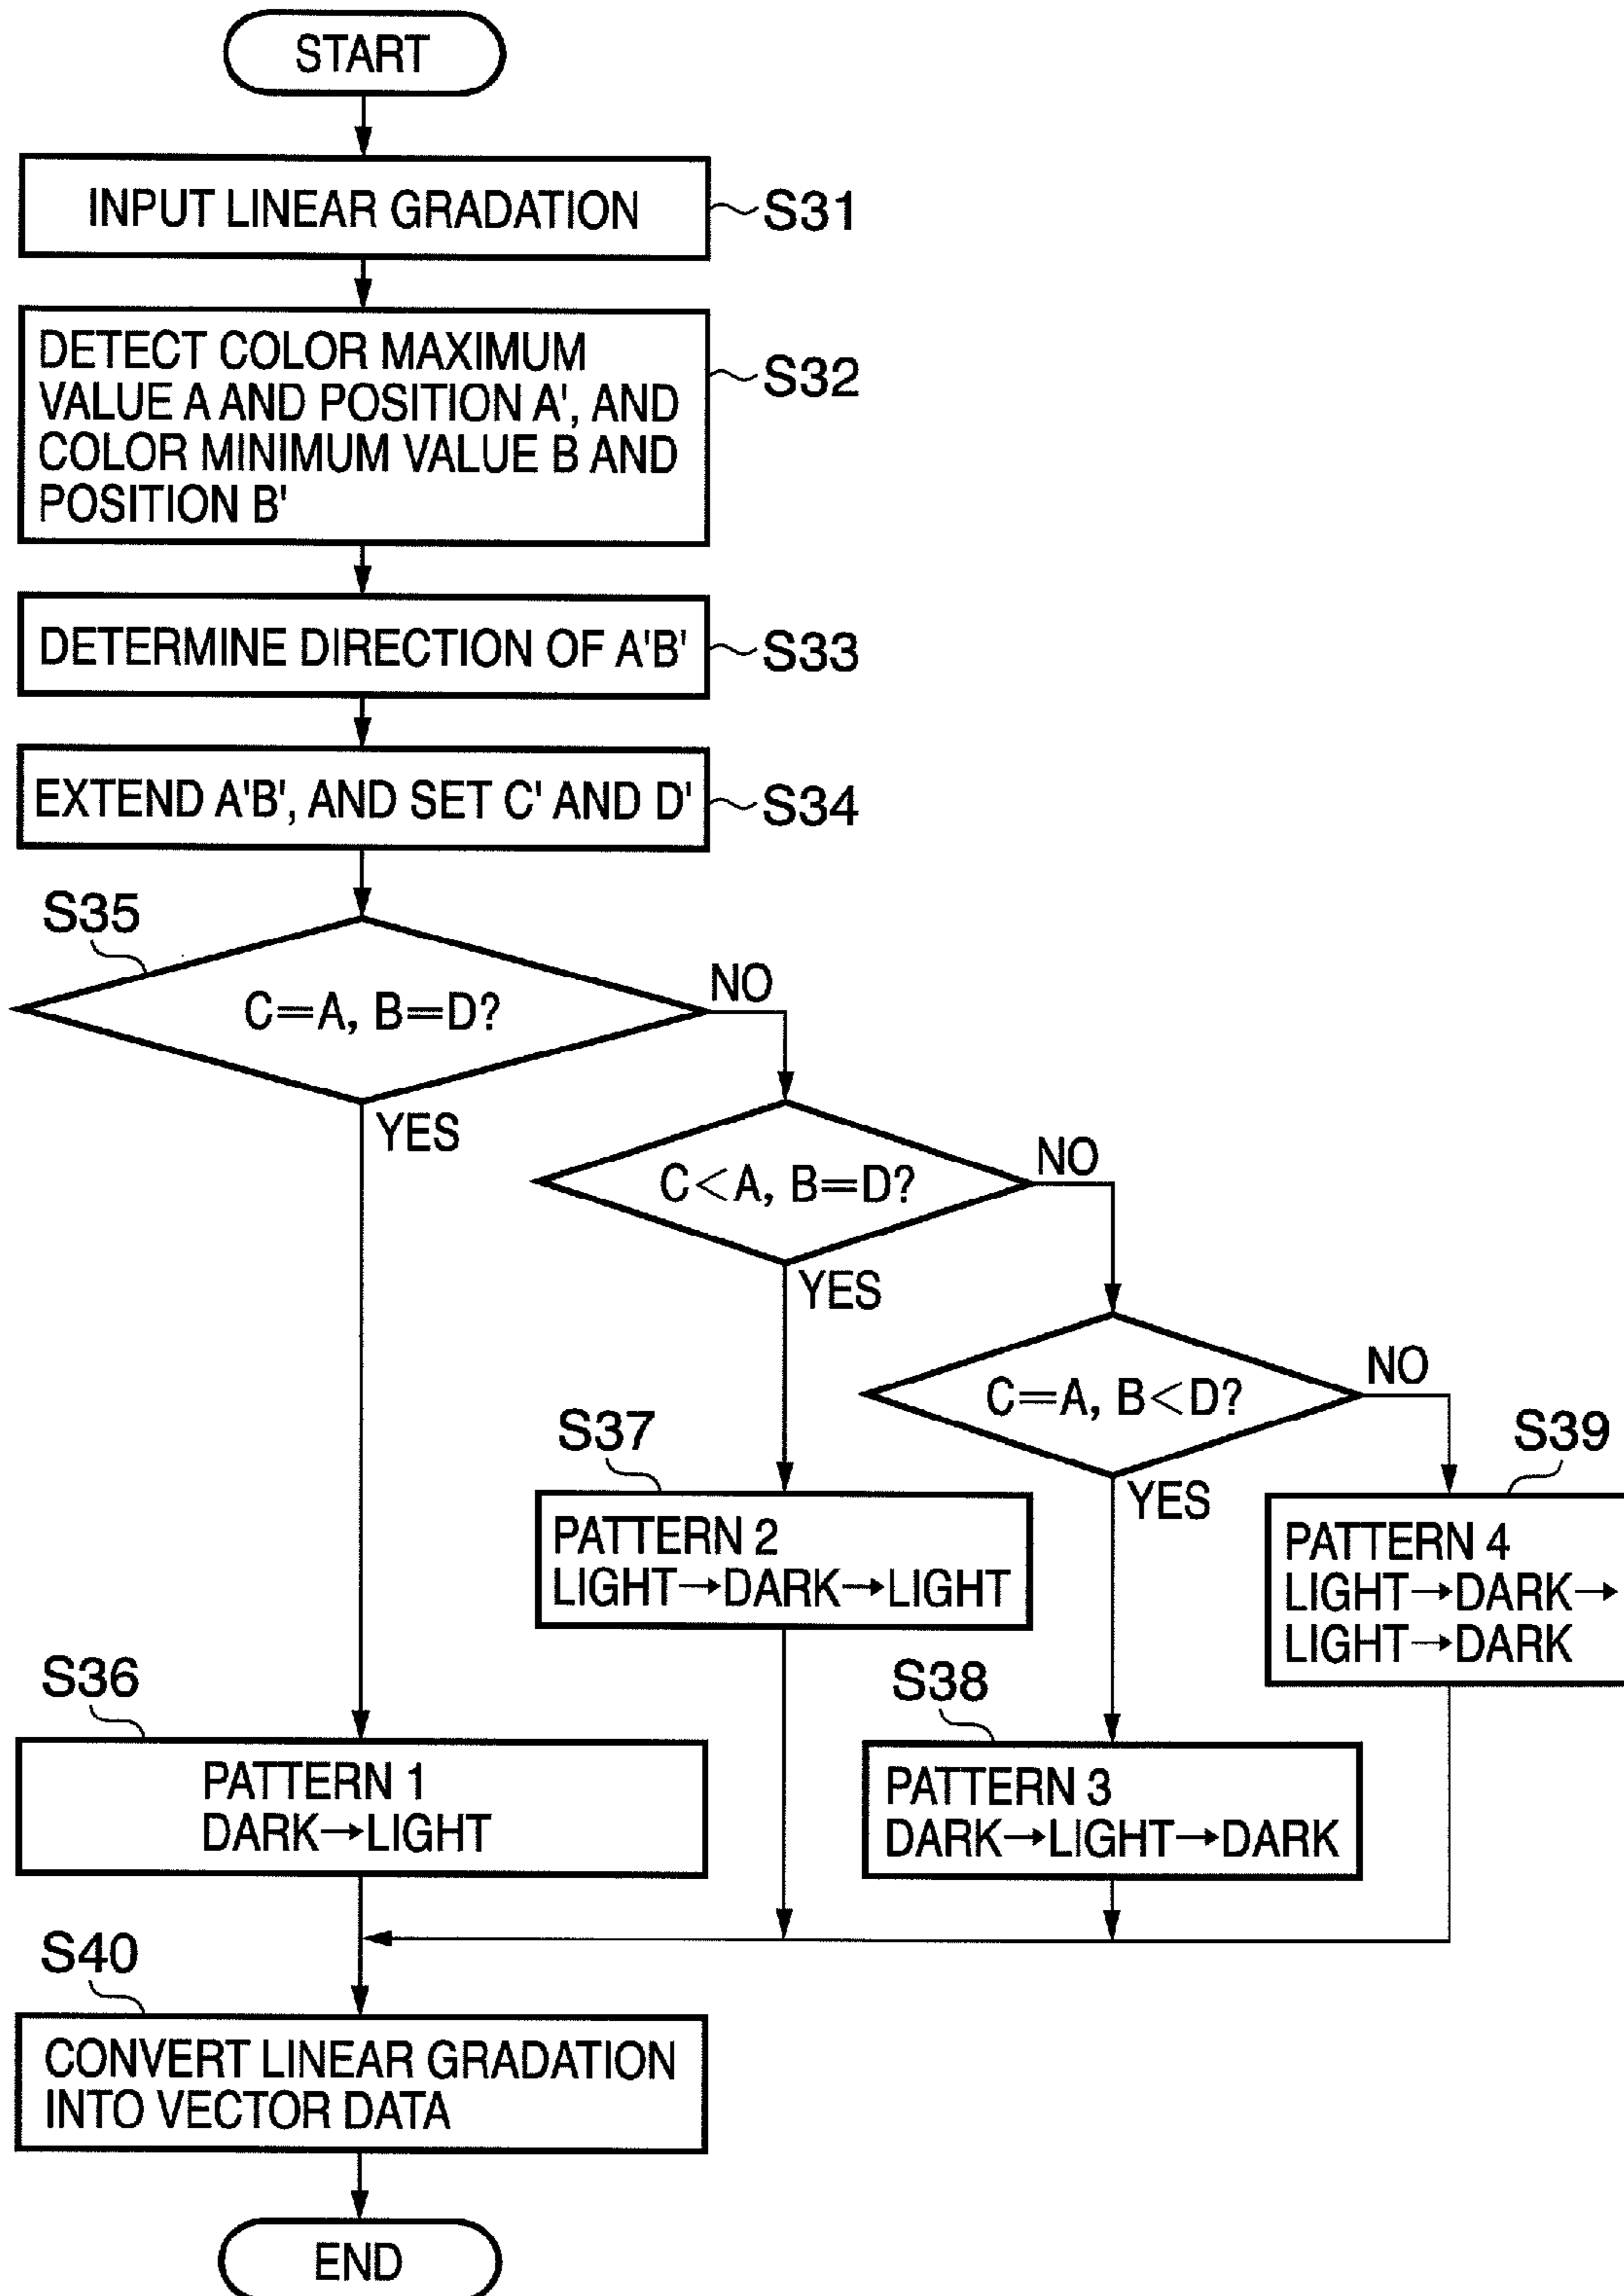 START
INPUT LINEAR GRADATION
S31
DETECT COLOR MAXIMUM
VALUE A AND POSITION A', AND
COLOR MINIMUM VALUE B AND
POSITION B'
S32
DETERMINE DIRECTION OF A'B'
S33
EXTEND A'B', AND SET C' AND D'
S34
S35
C=A, B=D?
NO
YES
C<A, B=D?
NO
YES
C=A, B<D?
NO
YES
S37
PATTERN 2
LIGHT→DARK→LIGHT
S39
PATTERN 4
LIGHT→DARK→
LIGHT→DARK
S36
PATTERN 1
DARK→LIGHT
S38
PATTERN 3
DARK→LIGHT→DARK
S40
CONVERT LINEAR GRADATION
INTO VECTOR DATA
END